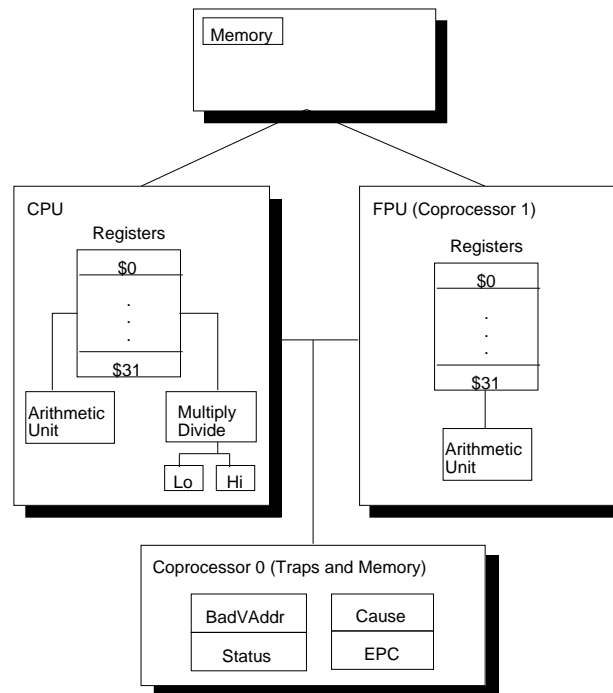 Memory
CPU
Registers
$0
.
.
.
$31
Arithmetic
Unit
Multiply
Divide
Lo
Hi
FPU (Coprocessor 1)
Registers
$0
.
.
.
$31
Arithmetic
Unit
Coprocessor 0 (Traps and Memory)
BadVAddr
Cause
Status
EPC